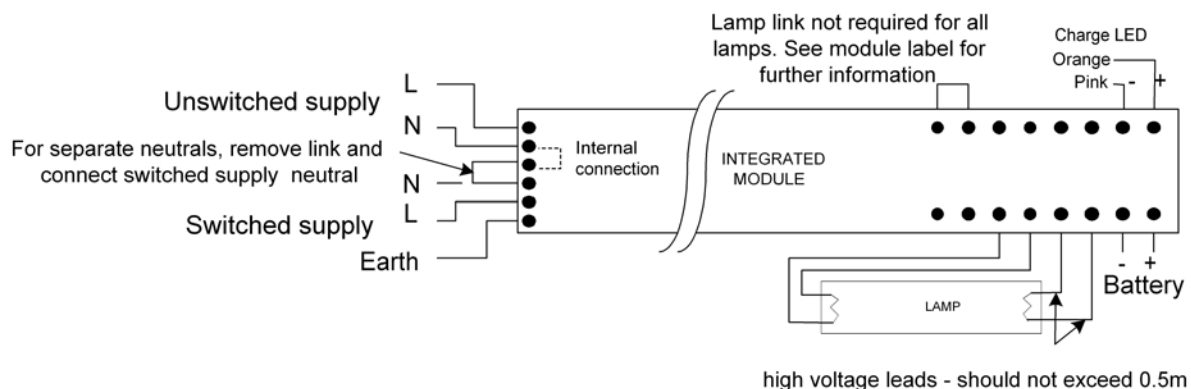 Lamp link not required for all
lamps. See module label for
further information
Charge LED
Orange
Pink - +
L
Unswitched supply
N
For separate neutrals, remove link and
connect switched supply neutral
N
L
Switched supply
Earth
Internal
connection
INTEGRATED
MODULE
LAMP
- +
Battery
high voltage leads - should not exceed 0.5m